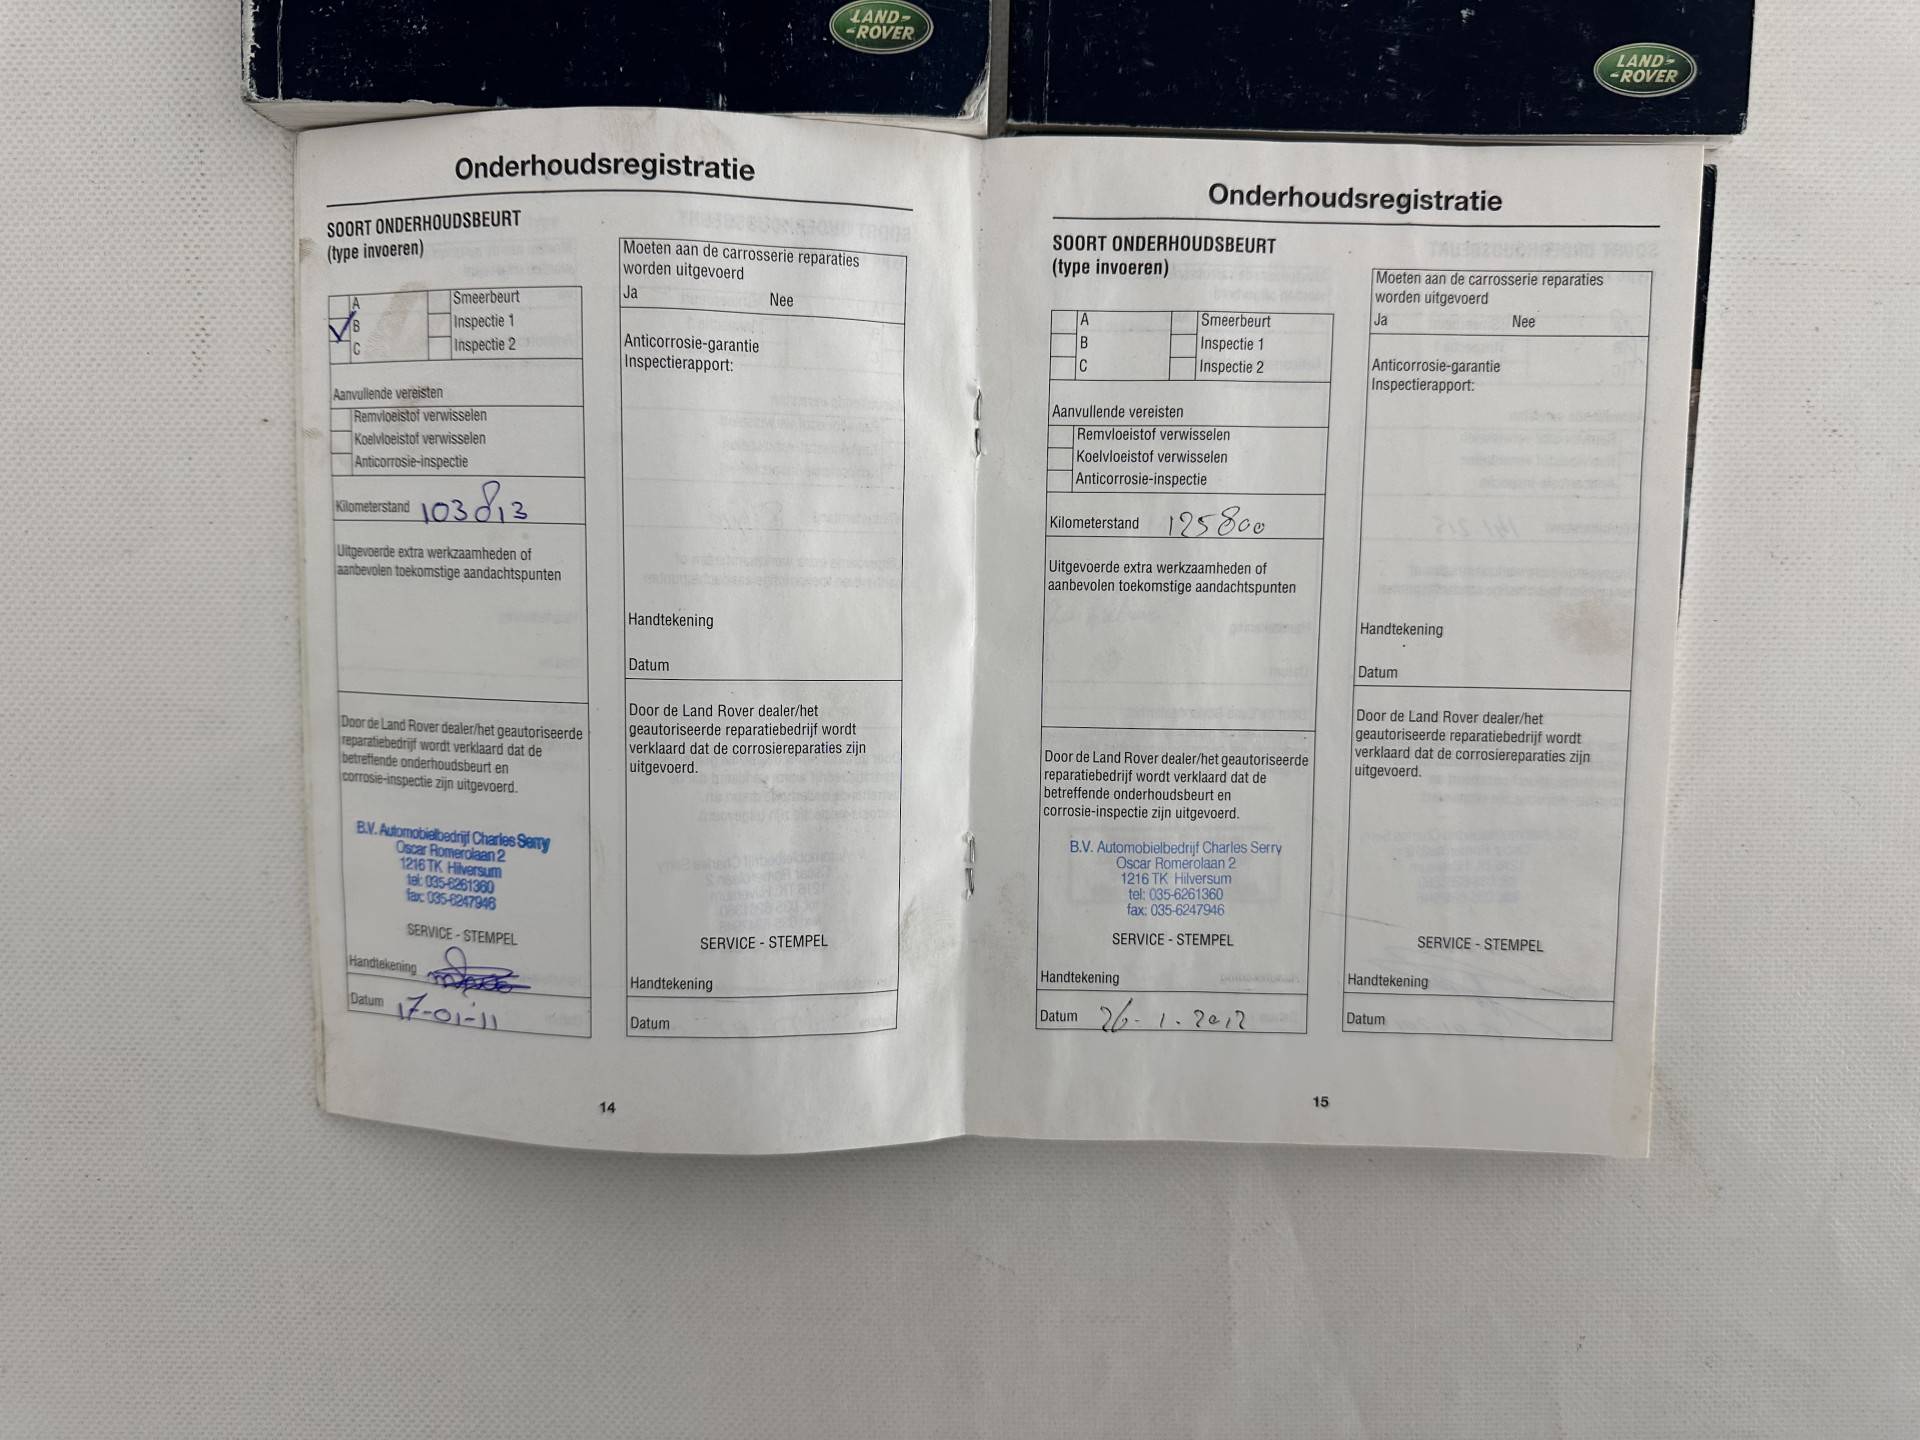 LAND-
-ROVER
LAND-
-ROVER
Onderhoudsregistratie
SOORT ONDERHOUDSBEURT
(type invoeren)
A
B
C
Smeerbeurt
Inspectie 1
Inspectie 2
Aanvullende vereisten
Remvloeistof verwisselen
Koelvloeistof verwisselen
Anticorrosie-inspectie
Kilometerstand 103813
Uitgevoerde extra werkzaamheden of
aanbevolen toekomstige aandachtspunten
Door de Land Rover dealer/het geautoriseerde
reparatiebedrijf wordt verklaard dat de
betreffende onderhoudsbeurt en
corrosie-inspectie zijn uitgevoerd.
B.V. Automobielbedrijf Charles Serry
Oscar Romerolaan 2
1216 TK Hilversum
tel: 035-6261360
fax: 035-6247946
SERVICE - STEMPEL
Handtekening
Datum 17-01-11
Moeten aan de carrosserie reparaties
worden uitgevoerd
Ja Nee
Anticorrosie-garantie
Inspectierapport:
Handtekening
Datum
Door de Land Rover dealer/het
geautoriseerde reparatiebedrijf wordt
verklaard dat de corrosiereparaties zijn
uitgevoerd.
SERVICE - STEMPEL
Handtekening
Datum
14
Onderhoudsregistratie
SOORT ONDERHOUDSBEURT
(type invoeren)
A
B
C
Smeerbeurt
Inspectie 1
Inspectie 2
Aanvullende vereisten
Remvloeistof verwisselen
Koelvloeistof verwisselen
Anticorrosie-inspectie
Kilometerstand 125800
Uitgevoerde extra werkzaamheden of
aanbevolen toekomstige aandachtspunten
Door de Land Rover dealer/het geautoriseerde
reparatiebedrijf wordt verklaard dat de
betreffende onderhoudsbeurt en
corrosie-inspectie zijn uitgevoerd.
B.V. Automobielbedrijf Charles Serry
Oscar Romerolaan 2
1216 TK Hilversum
tel: 035-6261360
fax: 035-6247946
SERVICE - STEMPEL
Handtekening
Datum 26-1.2012
Moeten aan de carrosserie reparaties
worden uitgevoerd
Ja Nee
Anticorrosie-garantie
Inspectierapport:
Handtekening
Datum
Door de Land Rover dealer/het
geautoriseerde reparatiebedrijf wordt
verklaard dat de corrosiereparaties zijn
uitgevoerd.
SERVICE - STEMPEL
Handtekening
Datum
15